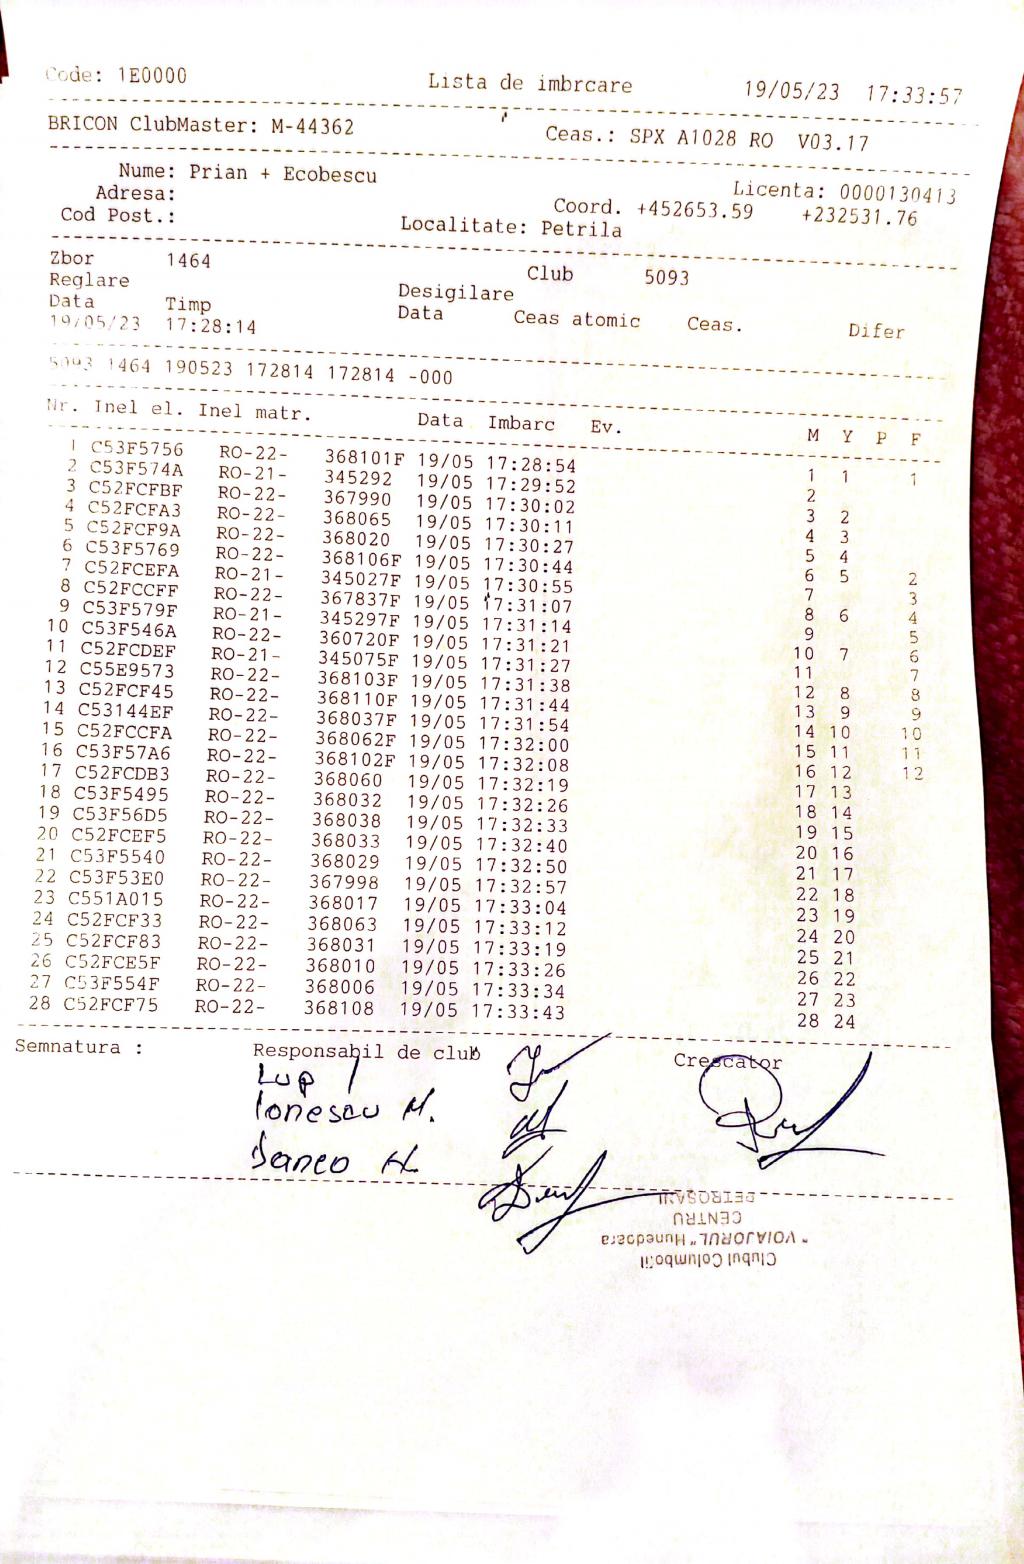 Code: 1E0000 Lista de imbrcare 19/05/23 17:33:57
BRICON ClubMaster: M-44362 Ceas.: SPX A1028 RO V03.17
Nume: Prian + Ecobescu Licenta: 0000130413
Adresa: Coord. +452653.59 +232531.76
Cod Post.: Localitate: Petrila
Zbor 1464 Club 5093
Reglare Desigilare
Data Timp Data Ceas atomic Ceas. Difer
19/05/23 17:28:14
5093 1464 190523 172814 172814 -000
Nr. Inel el. Inel matr. Data Imbarc Ev. M Y P F
1 C53F5756 RO-22- 368101F 19/05 17:28:54 1 1 1
2 C53F574A RO-21- 345292 19/05 17:29:52 2
3 C52FCFBF RO-22- 367990 19/05 17:30:02 3 2
4 C52FCFA3 RO-22- 368065 19/05 17:30:11 4 3
5 C52FCF9A RO-22- 368020 19/05 17:30:27 5 4
6 C53F5769 RO-22- 368106F 19/05 17:30:44 6 5 2
7 C52FCEFA RO-21- 345027F 19/05 17:30:55 7 3
8 C52FCCFF RO-22- 367837F 19/05 17:31:07 8 6 4
9 C53F579F RO-21- 345297F 19/05 17:31:14 9 5
10 C53F546A RO-22- 360720F 19/05 17:31:21 10 7 6
11 C52FCDEF RO-21- 345075F 19/05 17:31:27 11 7
12 C55E9573 RO-22- 368103F 19/05 17:31:38 12 8 8
13 C52FCF45 RO-22- 368110F 19/05 17:31:44 13 9 9
14 C53144EF RO-22- 368037F 19/05 17:31:54 14 10 10
15 C52FCCFA RO-22- 368062F 19/05 17:32:00 15 11 11
16 C53F57A6 RO-22- 368102F 19/05 17:32:08 16 12 12
17 C52FCDB3 RO-22- 368060 19/05 17:32:19 17 13
18 C53F5495 RO-22- 368032 19/05 17:32:26 18 14
19 C53F56D5 RO-22- 368038 19/05 17:32:33 19 15
20 C52FCEF5 RO-22- 368033 19/05 17:32:40 20 16
21 C53F5540 RO-22- 368029 19/05 17:32:50 21 17
22 C53F53E0 RO-22- 367998 19/05 17:32:57 22 18
23 C551A015 RO-22- 368017 19/05 17:33:04 23 19
24 C52FCF33 RO-22- 368063 19/05 17:33:12 24 20
25 C52FCF83 RO-22- 368031 19/05 17:33:19 25 21
26 C52FCE5F RO-22- 368010 19/05 17:33:26 26 22
27 C53F554F RO-22- 368006 19/05 17:33:34 27 23
28 C52FCF75 RO-22- 368108 19/05 17:33:43 28 24
Semnatura : Responsabil de club Crescator
Lup I
Ionescu M.
Danco H.
Clubul Columbofil
"VOIAJORUL" Hunedoara
CENTRU
PETROSANI